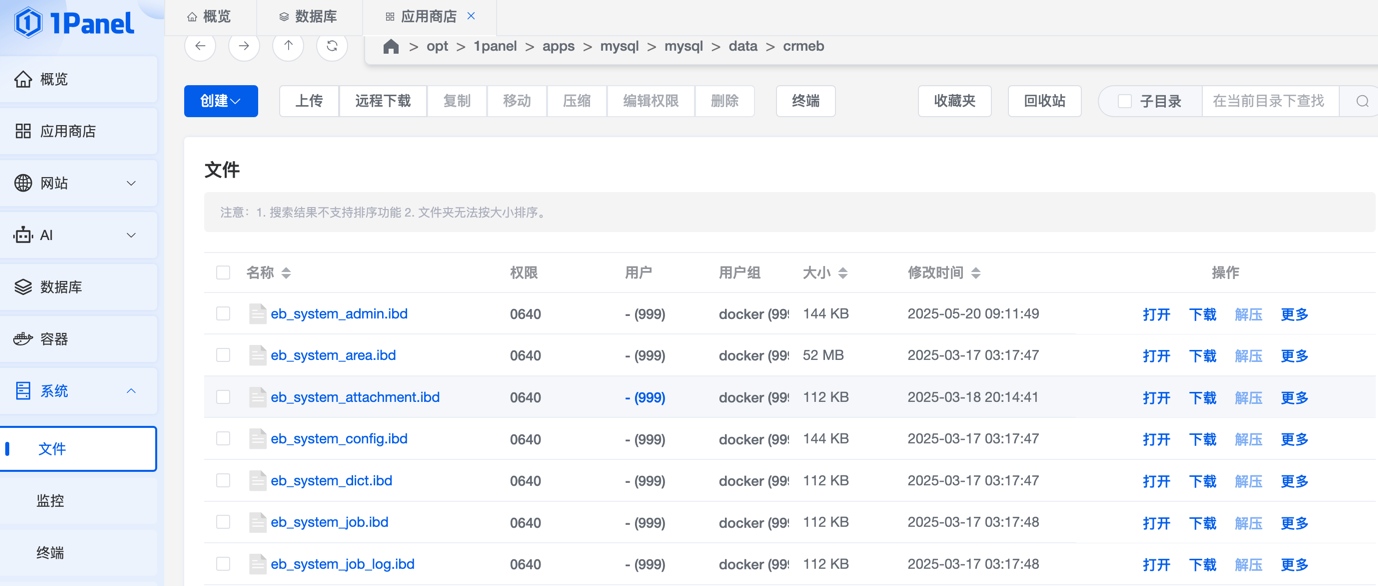 1Panel
概览
应用商店
网站
AI
数据库
容器
系统
文件
监控
终端
概览 数据库 应用商店 ×
> opt > 1panel > apps > mysql > mysql > data > crmeb
创建 上传 远程下载 复制 移动 压缩 编辑权限 删除 终端 收藏夹 回收站 子目录 在当前目录下查找
文件
注意：1. 搜索结果不支持排序功能 2. 文件夹无法按大小排序。
名称 权限 用户 用户组 大小 修改时间 操作
eb_system_admin.ibd 0640 - (999) docker (999 144 KB 2025-05-20 09:11:49 打开 下载 解压 更多
eb_system_area.ibd 0640 - (999) docker (999 52 MB 2025-03-17 03:17:47 打开 下载 解压 更多
eb_system_attachment.ibd 0640 - (999) docker (999 112 KB 2025-03-18 20:14:41 打开 下载 解压 更多
eb_system_config.ibd 0640 - (999) docker (999 144 KB 2025-03-17 03:17:47 打开 下载 解压 更多
eb_system_dict.ibd 0640 - (999) docker (999 112 KB 2025-03-17 03:17:47 打开 下载 解压 更多
eb_system_job.ibd 0640 - (999) docker (999 112 KB 2025-03-17 03:17:48 打开 下载 解压 更多
eb_system_job_log.ibd 0640 - (999) docker (999 112 KB 2025-03-17 03:17:48 打开 下载 解压 更多